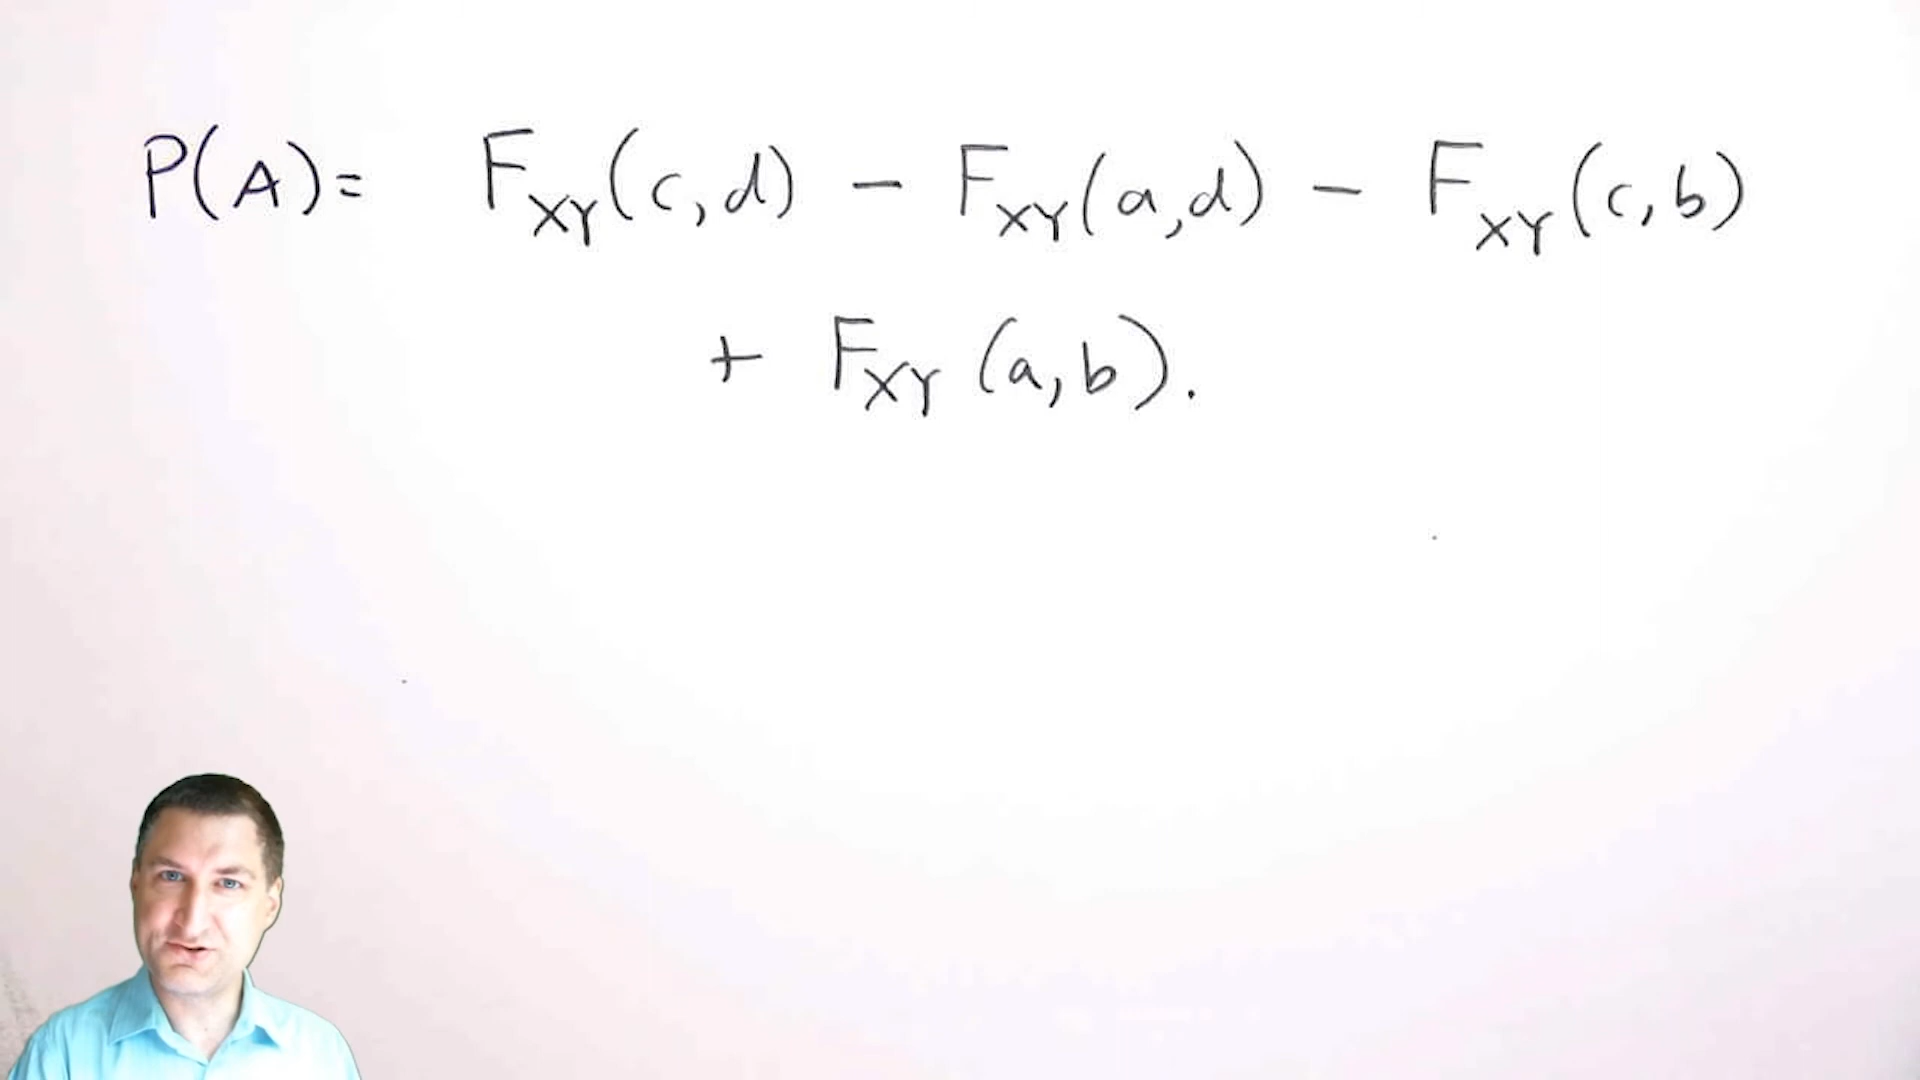 P(A)= F_XY(c,d) - F_XY(a,d) - F_XY(c,b)
+ F_XY(a,b).